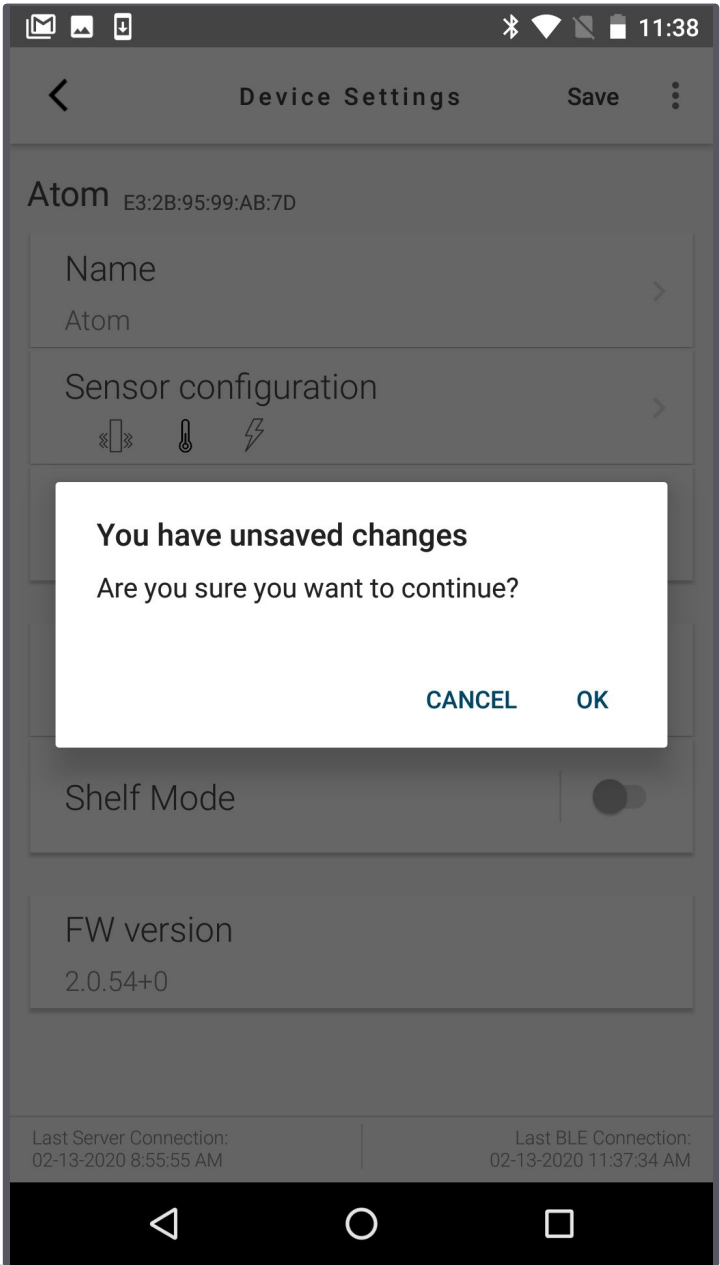 11:38
Device Settings Save
Atom E3:2B:95:99:AB:7D
Name
Atom
Sensor configuration
You have unsaved changes
Are you sure you want to continue?
CANCEL OK
Shelf Mode
FW version
2.0.54+0
Last Server Connection: Last BLE Connection:
02-13-2020 8:55:55 AM 02-13-2020 11:37:34 AM